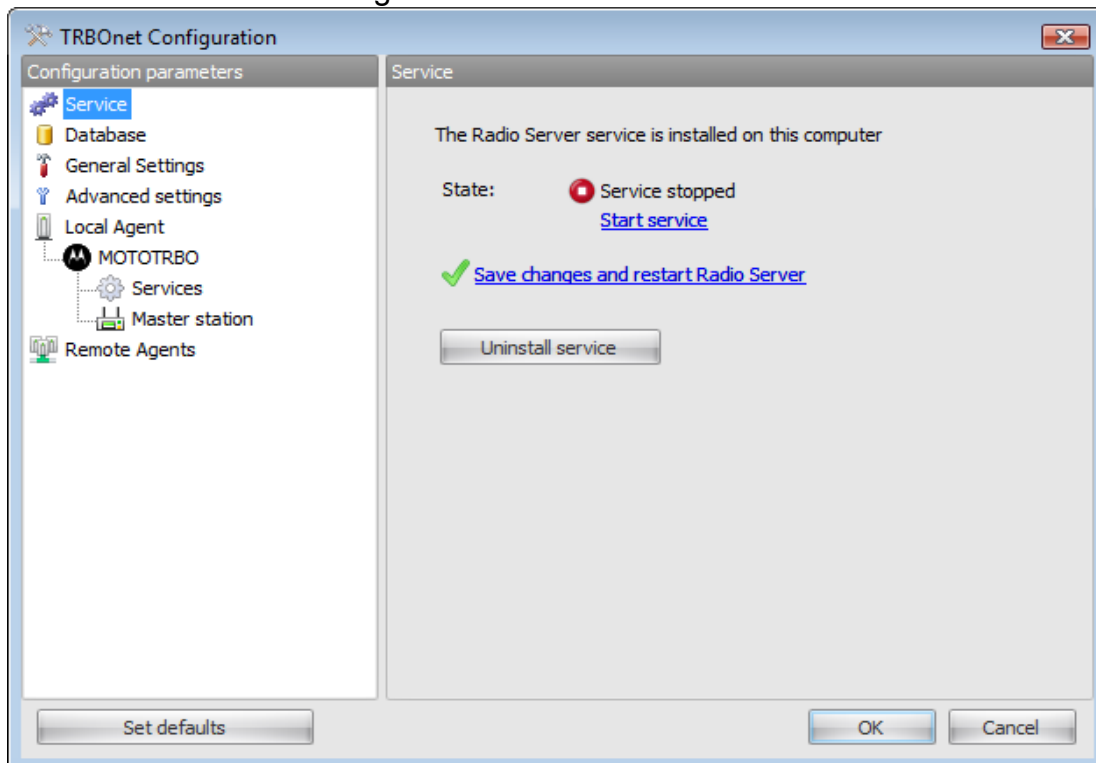 TRBOnet Configuration
Configuration parameters
Service
Service
Database
General Settings
Advanced settings
Local Agent
MOTOTRBO
Services
Master station
Remote Agents
The Radio Server service is installed on this computer
State:
Service stopped
Start service
Save changes and restart Radio Server
Uninstall service
Set defaults
OK
Cancel